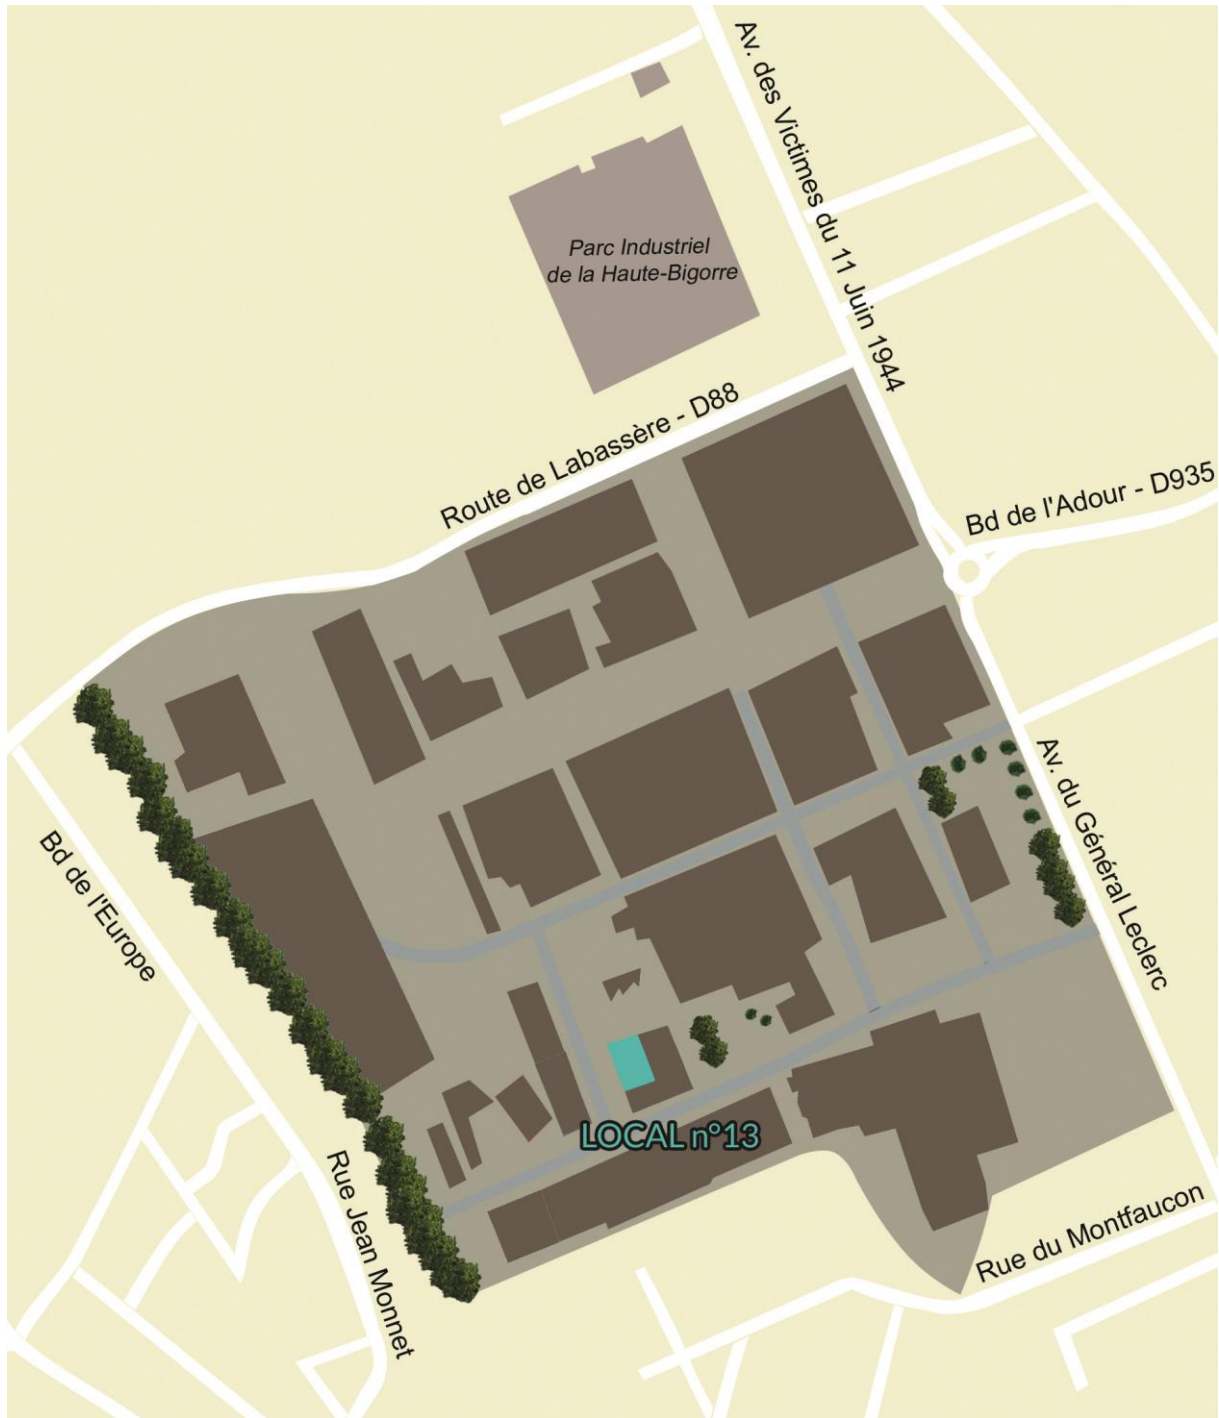 Av. des Victimes du 11 Juin 1944
Parc Industriel
de la Haute-Bigorre
Route de Labassère - D88
Bd de l'Adour - D935
Av. du Général Leclerc
Bd de l'Europe
LOCAL n°13
Rue Jean Monnet
Rue du Montfaucon